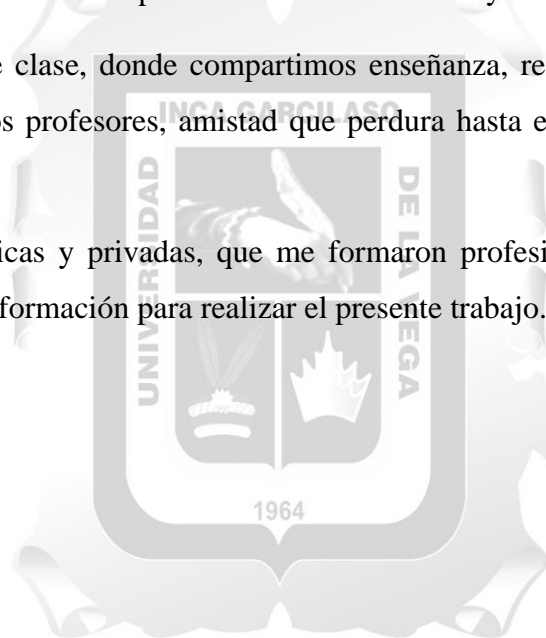 e clase, donde compartimos enseñanza, re
os profesores, amistad que perdura hasta e
icas y privadas, que me formaron profesi
formación para realizar el presente trabajo.
INCA GARCILASO
UNIVERSIDAD
DE LA VEGA
1964